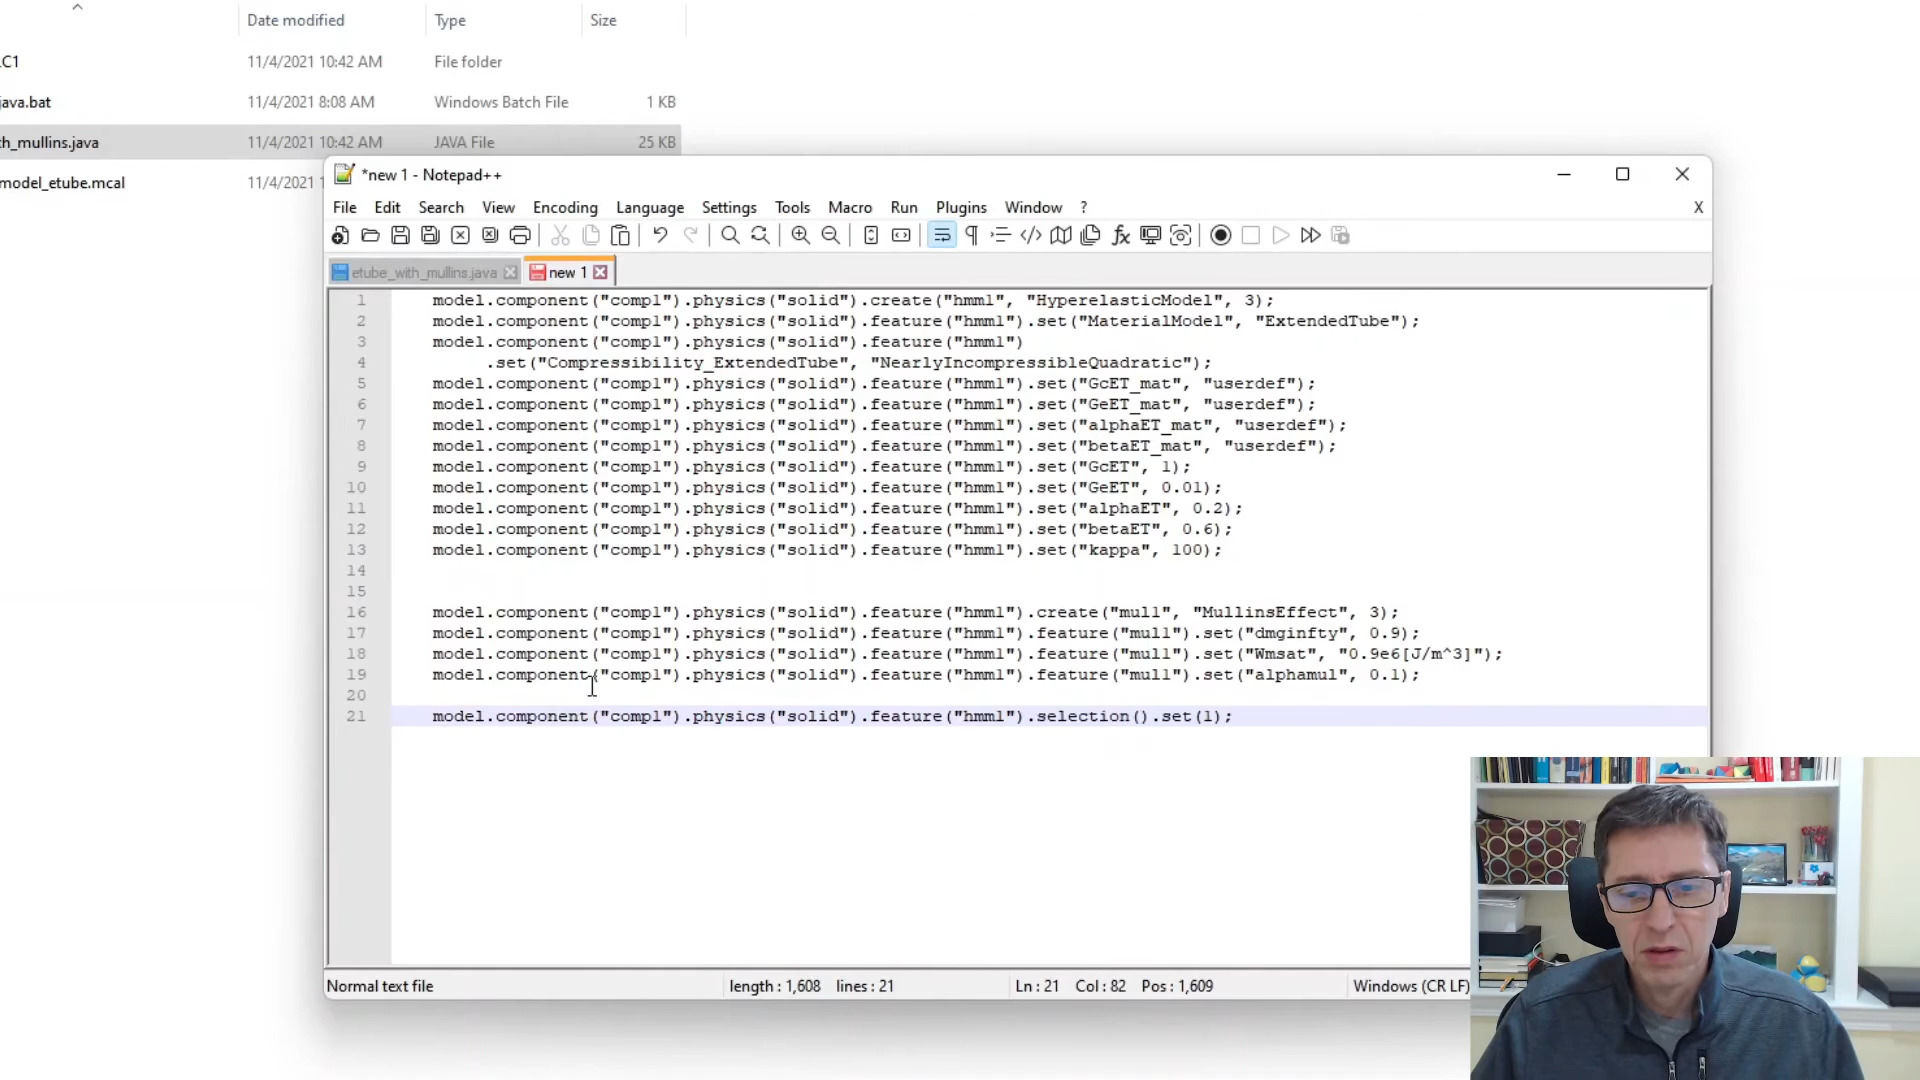 Date modified Type Size
.C1 11/4/2021 10:42 AM File folder
java.bat 11/4/2021 8:08 AM Windows Batch File 1 KB
th_mullins.java 11/4/2021 10:42 AM JAVA File 25 KB
model_etube.mcal 11/4/2021 1
*new 1 - Notepad++
File Edit Search View Encoding Language Settings Tools Macro Run Plugins Window ? X
etube_with_mullins.java new 1
1 model.component("comp1").physics("solid").create("hmm1", "HyperelasticModel", 3);
2 model.component("comp1").physics("solid").feature("hmm1").set("MaterialModel", "ExtendedTube");
3 model.component("comp1").physics("solid").feature("hmm1")
4 .set("Compressibility_ExtendedTube", "NearlyIncompressibleQuadratic");
5 model.component("comp1").physics("solid").feature("hmm1").set("GcET_mat", "userdef");
6 model.component("comp1").physics("solid").feature("hmm1").set("GeET_mat", "userdef");
7 model.component("comp1").physics("solid").feature("hmm1").set("alphaET_mat", "userdef");
8 model.component("comp1").physics("solid").feature("hmm1").set("betaET_mat", "userdef");
9 model.component("comp1").physics("solid").feature("hmm1").set("GcET", 1);
10 model.component("comp1").physics("solid").feature("hmm1").set("GeET", 0.01);
11 model.component("comp1").physics("solid").feature("hmm1").set("alphaET", 0.2);
12 model.component("comp1").physics("solid").feature("hmm1").set("betaET", 0.6);
13 model.component("comp1").physics("solid").feature("hmm1").set("kappa", 100);
14
15
16 model.component("comp1").physics("solid").feature("hmm1").create("mul1", "MullinsEffect", 3);
17 model.component("comp1").physics("solid").feature("hmm1").feature("mul1").set("dmginfty", 0.9);
18 model.component("comp1").physics("solid").feature("hmm1").feature("mul1").set("Wmsat", "0.9e6[J/m^3]");
19 model.component("comp1").physics("solid").feature("hmm1").feature("mul1").set("alphamul", 0.1);
20
21 model.component("comp1").physics("solid").feature("hmm1").selection().set(1);
Normal text file length : 1,608 lines : 21 Ln : 21 Col : 82 Pos : 1,609 Windows (CR LF)